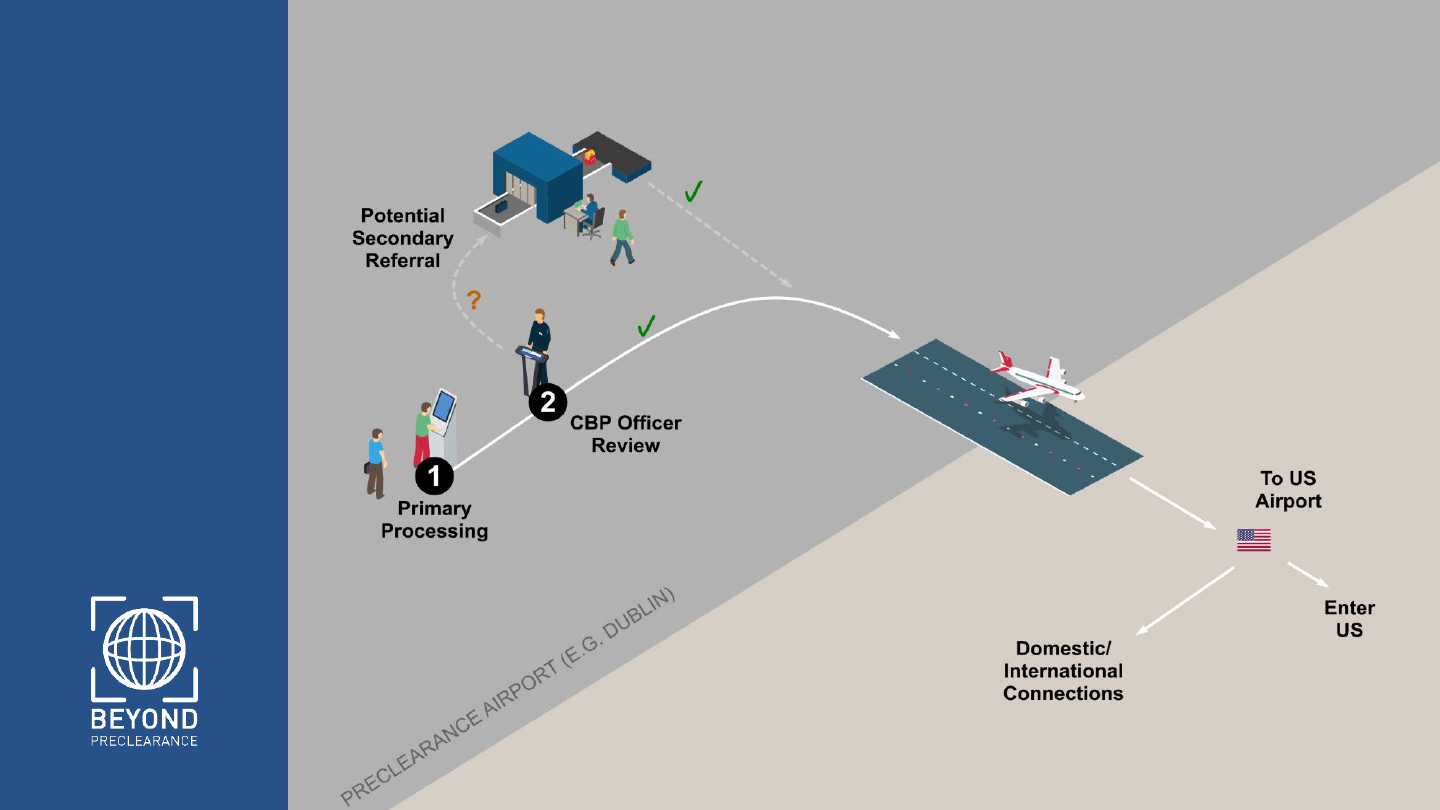 Potential
Secondary
Referral
✓
?
✓
2
CBP Officer
Review
1
Primary
Processing
To US
Airport
Enter
US
Domestic/
International
Connections
PRECLEARANCE AIRPORT (E.G. DUBLIN)
BEYOND
PRECLEARANCE